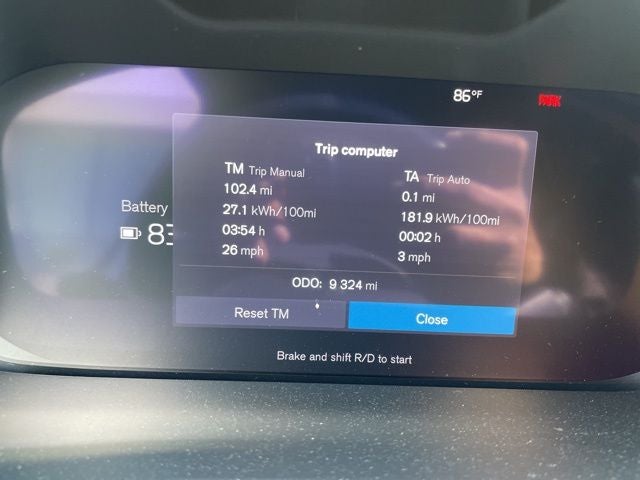 86°F
Trip computer
TM Trip Manual
102.4 mi
27.1 kWh/100mi
03:54 h
26 mph
TA Trip Auto
0.1 mi
181.9 kWh/100mi
00:02 h
3 mph
Battery
ODO: 9 324 mi
Reset TM
Close
Brake and shift R/D to start